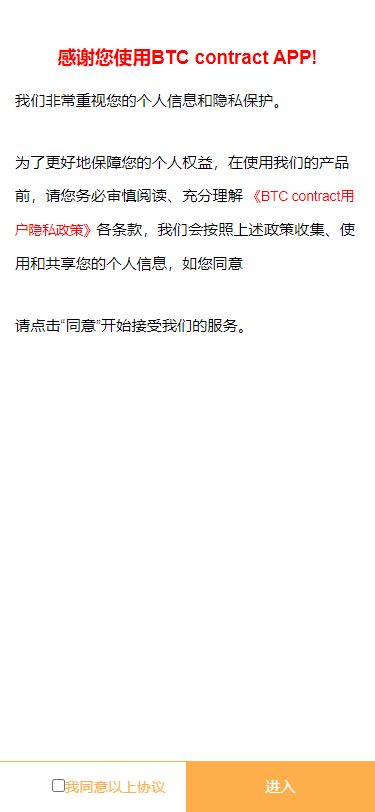 感谢您使用BTC contract APP!
我们非常重视您的个人信息和隐私保护。
为了更好地保障您的个人权益，在使用我们的产品
前，请您务必审慎阅读、充分理解 《BTC contract用
户隐私政策》各条款，我们会按照上述政策收集、使
用和共享您的个人信息，如您同意
请点击“同意”开始接受我们的服务。
我同意以上协议
进入